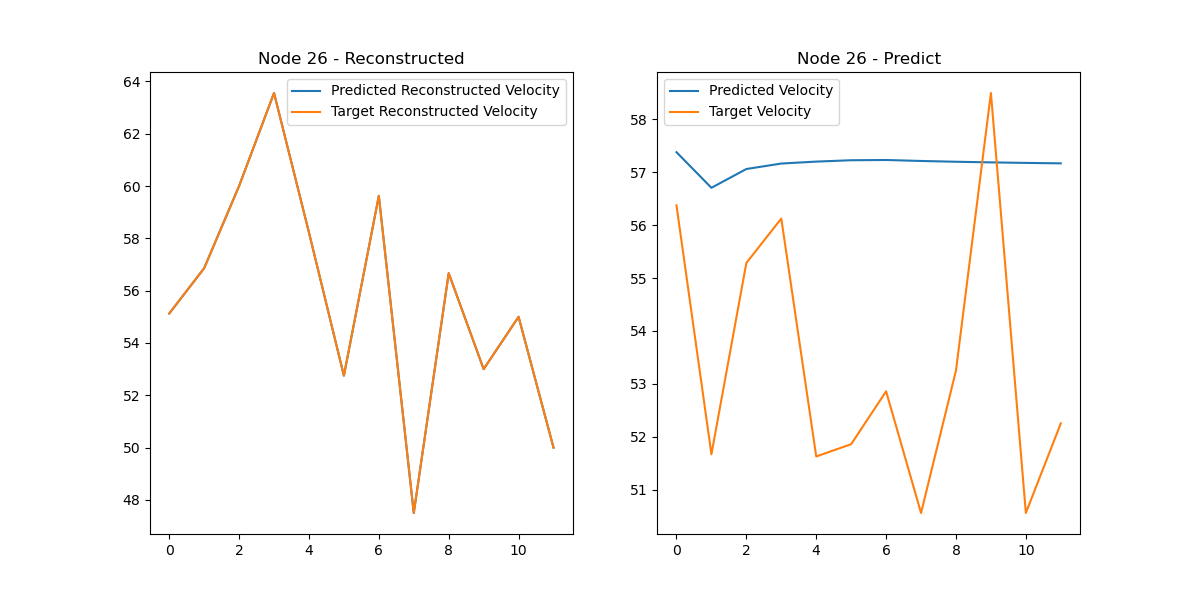 Node 26 - Reconstructed
Predicted Reconstructed Velocity
Target Reconstructed Velocity
64
62
60
58
56
54
52
50
48
0 2 4 6 8 10
Node 26 - Predict
Predicted Velocity
Target Velocity
58
57
56
55
54
53
52
51
0 2 4 6 8 10